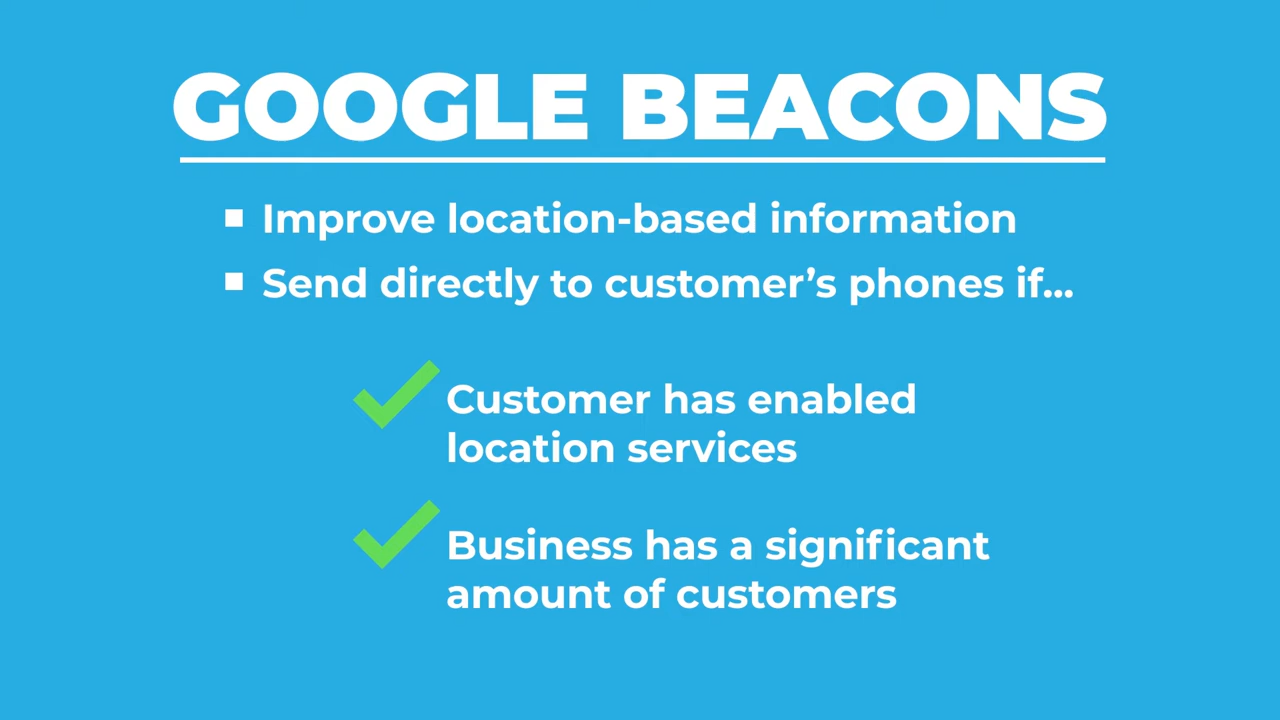 GOOGLE BEACONS
Improve location-based information
Send directly to customer’s phones if...
Customer has enabled
location services
Business has a significant
amount of customers